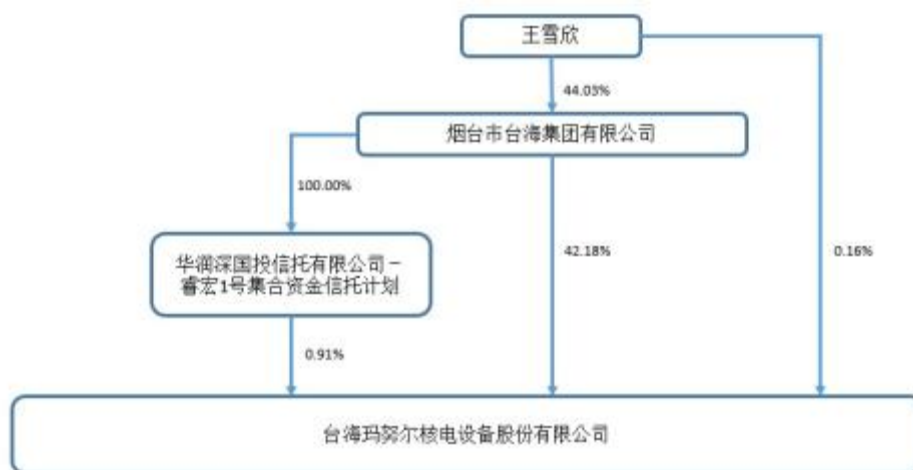 王雪欣
44.03%
烟台市台海集团有限公司
100.00%
华润深国投信托有限公司－
睿宏1号集合资金信托计划
42.18%
0.16%
0.91%
台海玛努尔核电设备股份有限公司